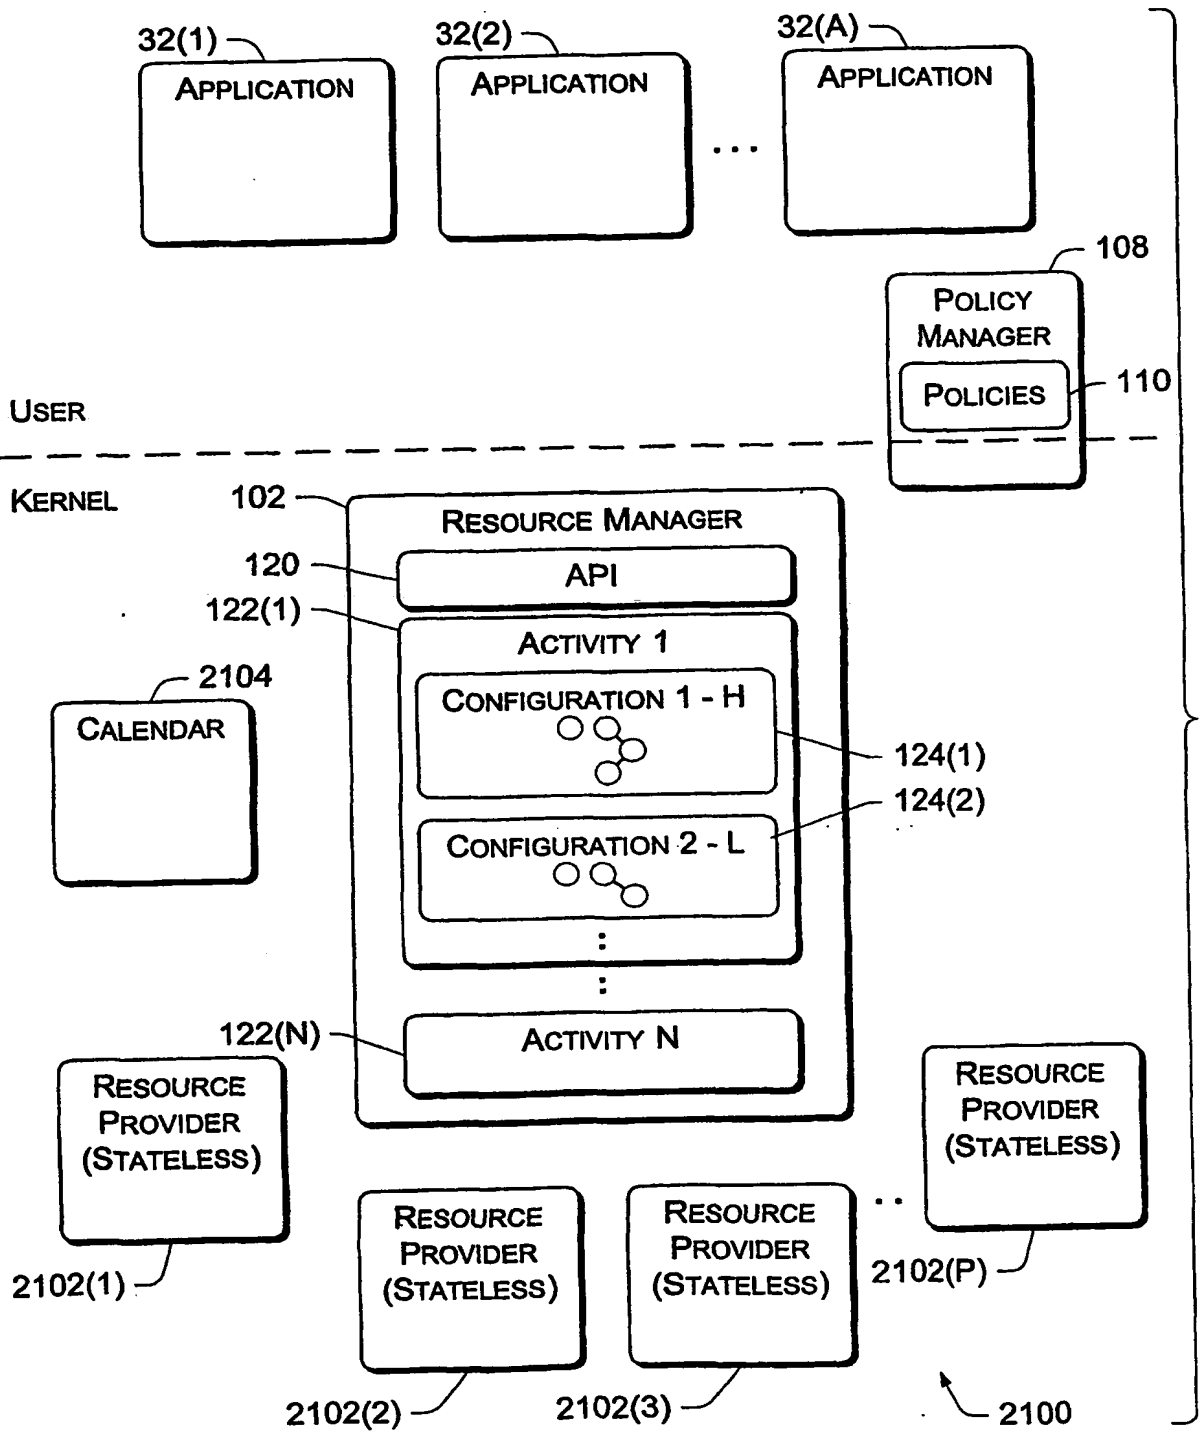 32(1)
32(2)
32(A)
APPLICATION
APPLICATION
APPLICATION
...
108
POLICY
MANAGER
POLICIES
110
USER
KERNEL
102
RESOURCE MANAGER
120
API
122(1)
ACTIVITY 1
2104
CALENDAR
CONFIGURATION 1 - H
124(1)
124(2)
CONFIGURATION 2 - L
122(N)
ACTIVITY N
RESOURCE
PROVIDER
(STATELESS)
2102(1)
RESOURCE
PROVIDER
(STATELESS)
2102(2)
RESOURCE
PROVIDER
(STATELESS)
2102(3)
RESOURCE
PROVIDER
(STATELESS)
2102(P)
2100